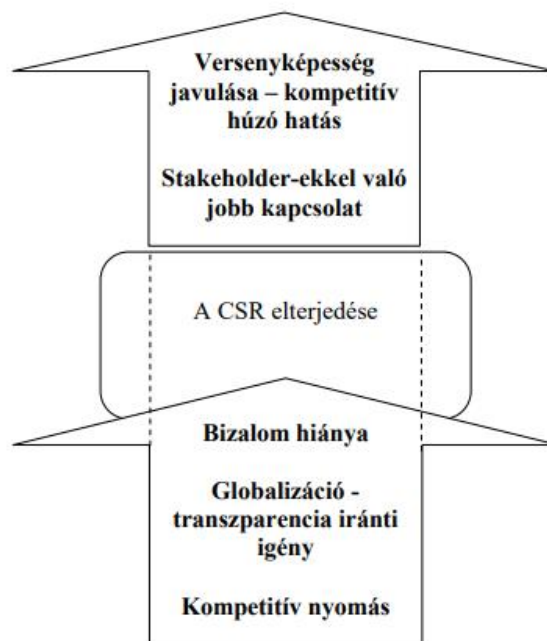 Versenyképesség
javulása – kompetitív
húzó hatás
Stakeholder-ekkel való
jobb kapcsolat
A CSR elterjedése
Bizalom hiánya
Globalizáció -
transzparencia iránti
igény
Kompetitív nyomás